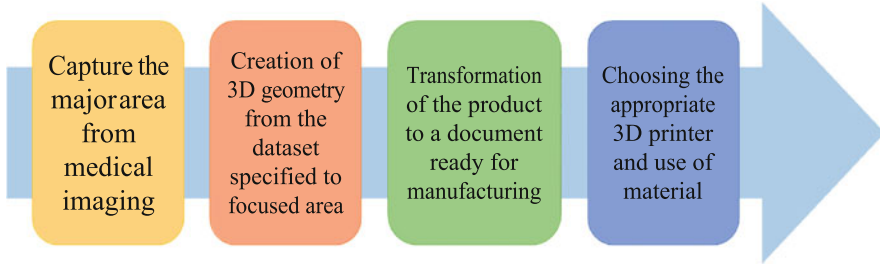 Capture the
major area
from
medical
imaging
Creation of
3D geometry
from the
dataset
specified to
focused area
Transformation
of the product
to a document
ready for
manufacturing
Choosing the
appropriate
3D printer
and use of
material